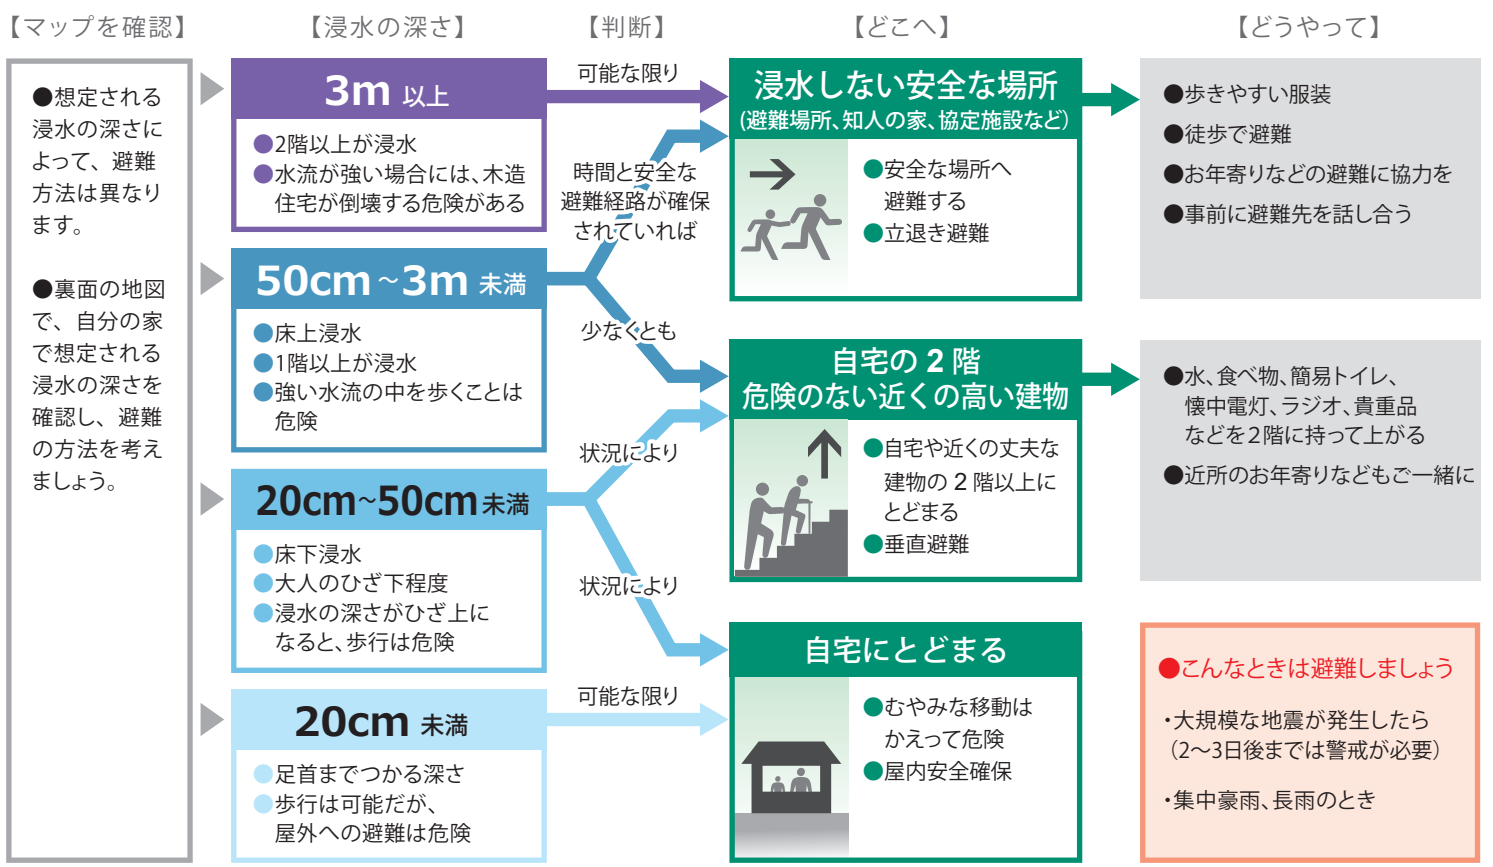 【マップを確認】
【浸水の深さ】
【判断】
【どこへ】
【どうやって】
●想定される
浸水の深さに
よって、避難
方法は異なり
ます。
●裏面の地図
で、自分の家
で想定される
浸水の深さを
確認し、避難
の方法を考え
ましょう。
3m 以上
●2階以上が浸水
●水流が強い場合には、木造
住宅が倒壊する危険がある
50cm～3m 未満
●床上浸水
●1階以上が浸水
●強い水流の中を歩くことは
危険
20cm～50cm未満
●床下浸水
●大人のひざ下程度
●浸水の深さがひざ上に
なると、歩行は危険
20cm 未満
●足首までつかる深さ
●歩行は可能だが、
屋外への避難は危険
可能な限り
時間と安全な
避難経路が確保
されていれば
少なくとも
状況により
状況により
可能な限り
浸水しない安全な場所
(避難場所、知人の家、協定施設など)
●安全な場所へ
避難する
●立退き避難
自宅の 2 階
危険のない近くの高い建物
●自宅や近くの丈夫な
建物の 2 階以上に
とどまる
●垂直避難
自宅にとどまる
●むやみな移動は
かえって危険
●屋内安全確保
●歩きやすい服装
●徒歩で避難
●お年寄りなどの避難に協力を
●事前に避難先を話し合う
●水、食べ物、簡易トイレ、
懐中電灯、ラジオ、貴重品
などを2階に持って上がる
●近所のお年寄りなどもご一緒に
●こんなときは避難しましょう
・大規模な地震が発生したら
（2～3日後までは警戒が必要）
・集中豪雨、長雨のとき